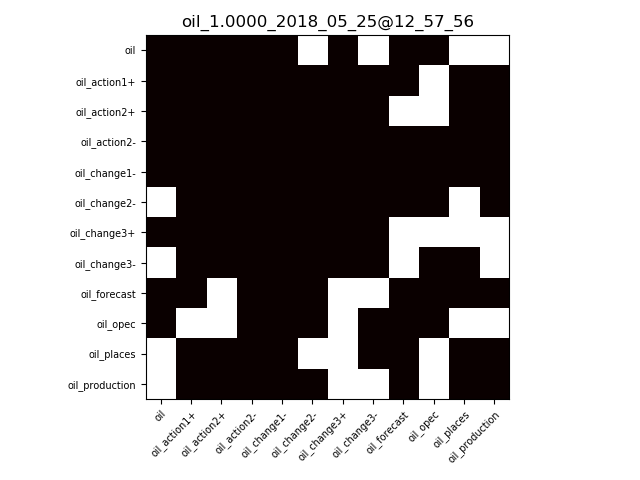 oil_1.0000_2018_05_25@12_57_56
oil
oil_action1+
oil_action2+
oil_action2-
oil_change1-
oil_change2-
oil_change3+
oil_change3-
oil_forecast
oil_opec
oil_places
oil_production
oil
oil_action1+
oil_action2+
oil_action2-
oil_change1-
oil_change2-
oil_change3+
oil_change3-
oil_forecast
oil_opec
oil_places
oil_production